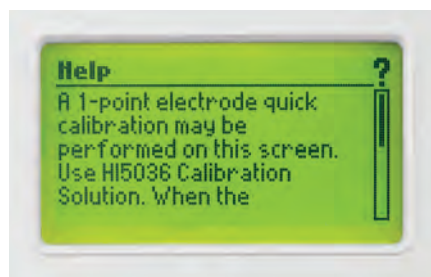 Help ?
A 1-point electrode quick
calibration may be
performed on this screen.
Use HI5036 Calibration
Solution. When the